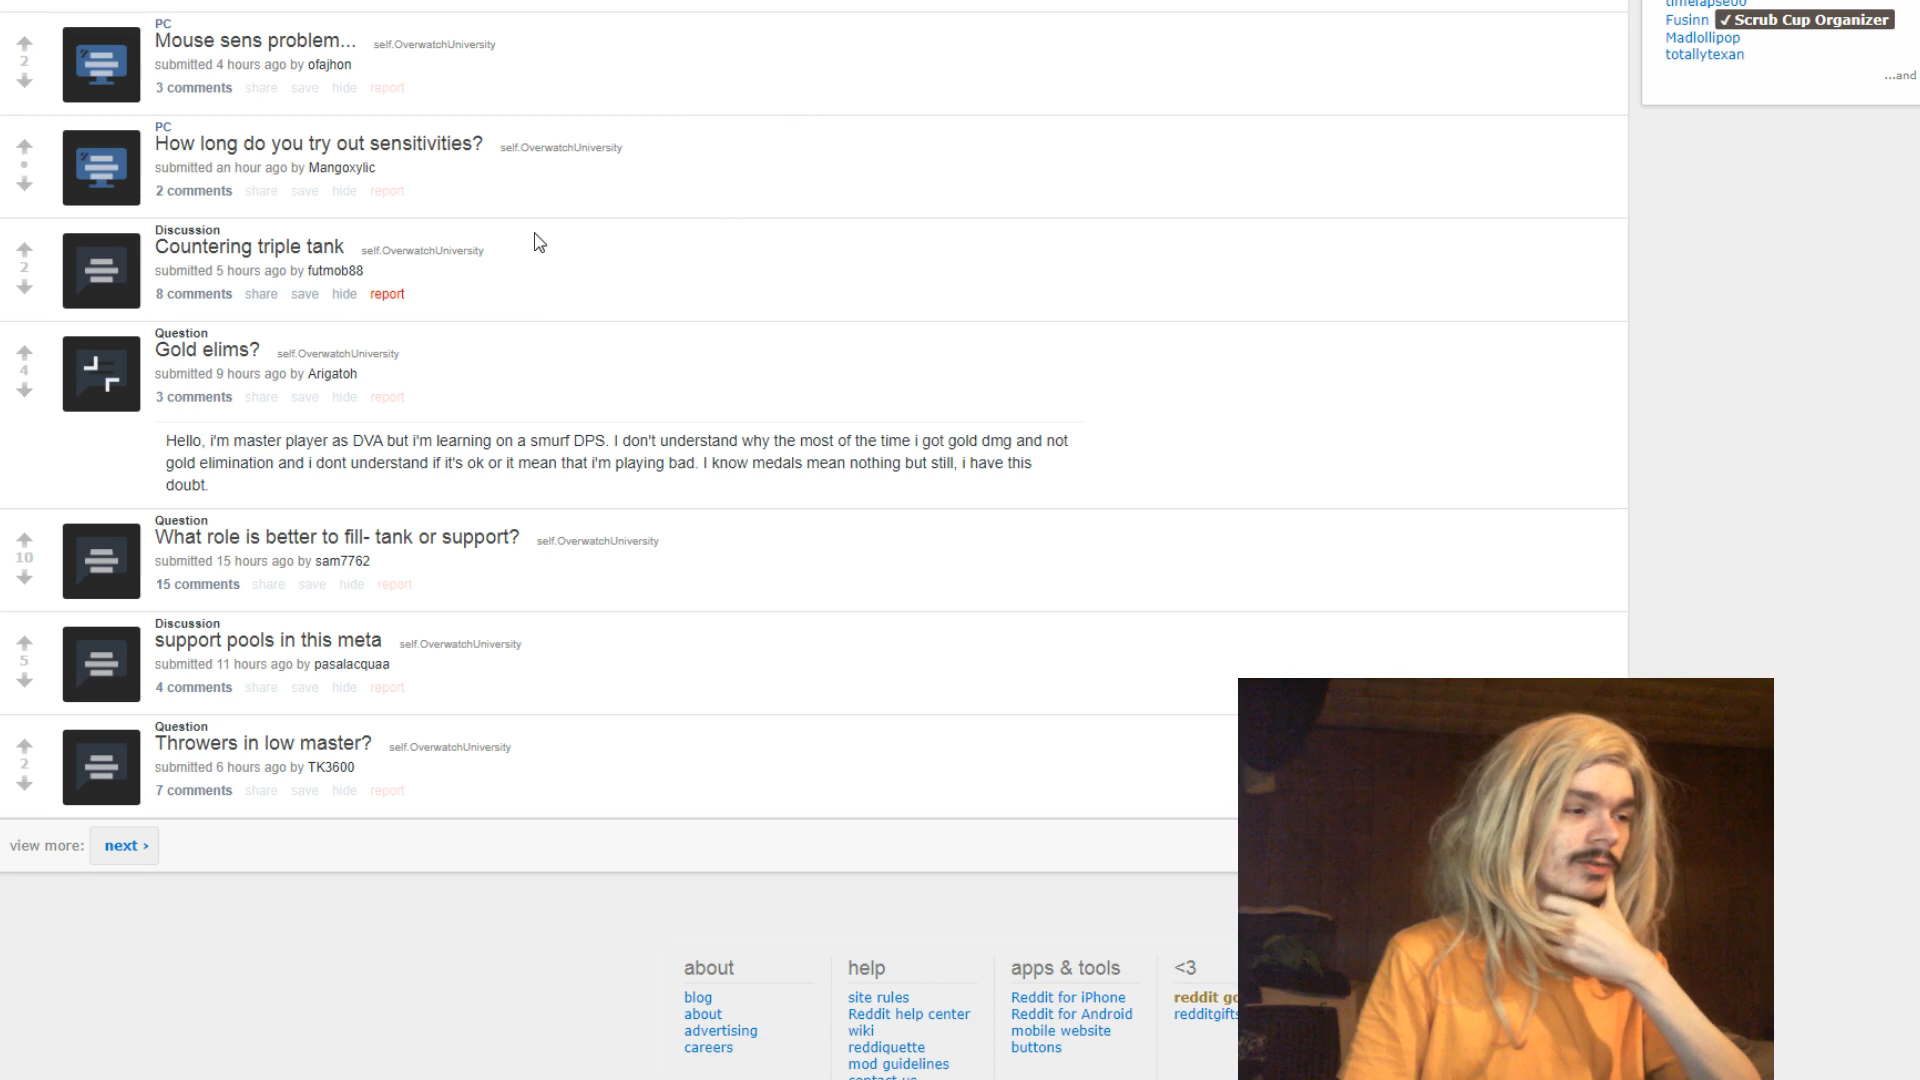 timelapse00
Fusinn ✓ Scrub Cup Organizer
Madlollipop
totallytexan
...and
PC
Mouse sens problem... self.OverwatchUniversity
2
submitted 4 hours ago by ofajhon
3 comments share save hide report
PC
How long do you try out sensitivities? self.OverwatchUniversity
•
submitted an hour ago by Mangoxylic
2 comments share save hide report
Discussion
Countering triple tank self.OverwatchUniversity
2
submitted 5 hours ago by futmob88
8 comments share save hide report
Question
Gold elims? self.OverwatchUniversity
4
submitted 9 hours ago by Arigatoh
3 comments share save hide report
Hello, i'm master player as DVA but i'm learning on a smurf DPS. I don't understand why the most of the time i got gold dmg and not
gold elimination and i dont understand if it's ok or it mean that i'm playing bad. I know medals mean nothing but still, i have this
doubt.
Question
What role is better to fill- tank or support? self.OverwatchUniversity
10
submitted 15 hours ago by sam7762
15 comments share save hide report
Discussion
support pools in this meta self.OverwatchUniversity
5
submitted 11 hours ago by pasalacquaa
4 comments share save hide report
Question
Throwers in low master? self.OverwatchUniversity
2
submitted 6 hours ago by TK3600
7 comments share save hide report
view more: next ›
about
blog
about
advertising
careers
help
site rules
Reddit help center
wiki
reddiquette
mod guidelines
contact us
apps & tools
Reddit for iPhone
Reddit for Android
mobile website
buttons
<3
reddit go
redditgifts